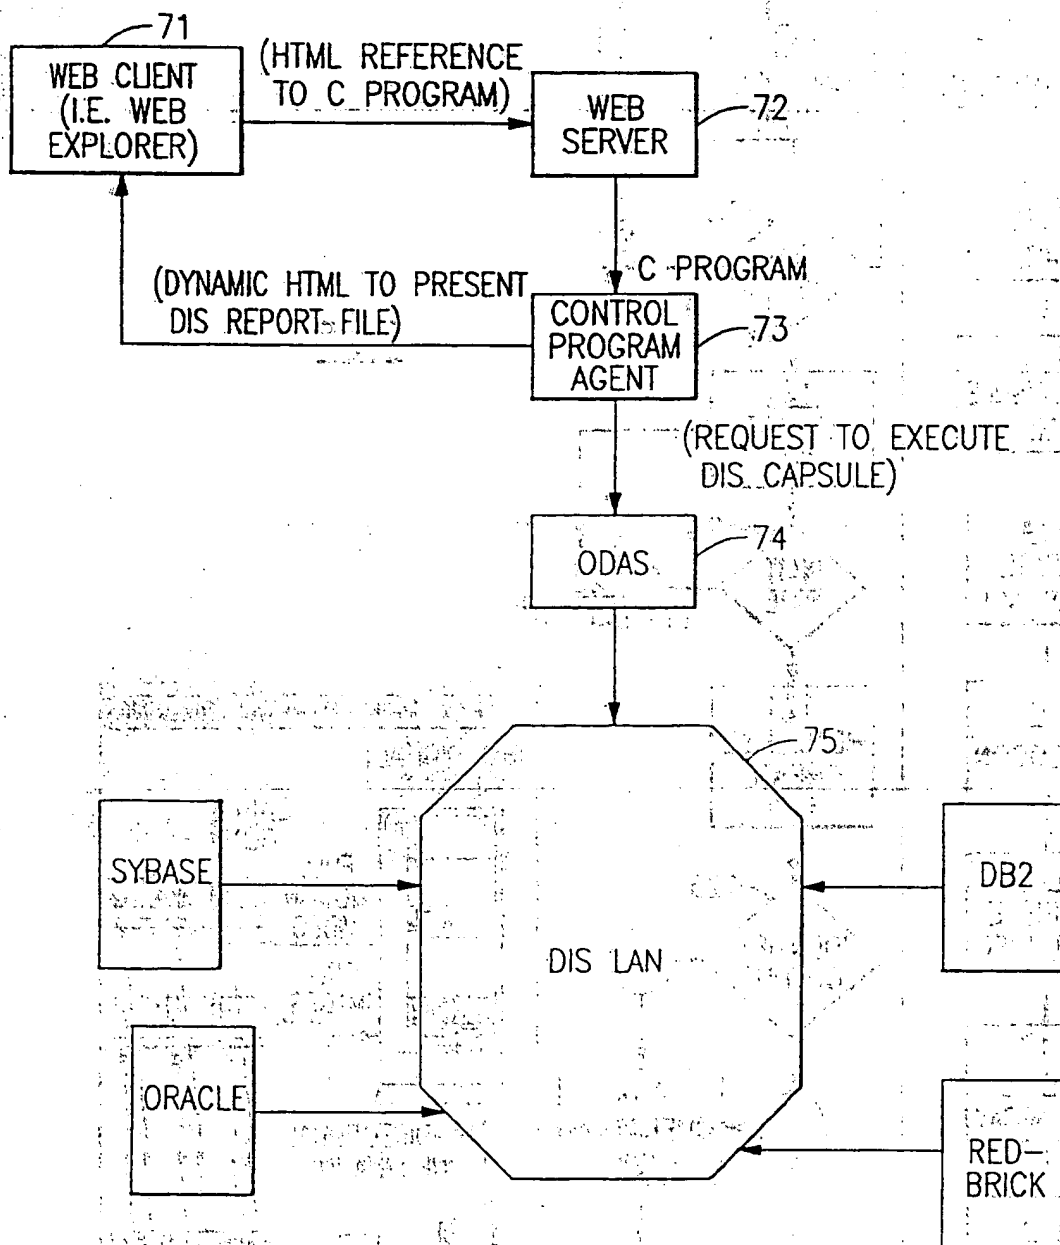 71
WEB CLIENT
(I.E. WEB
EXPLORER)
(HTML REFERENCE
TO C PROGRAM)
WEB
SERVER
72
C PROGRAM
(DYNAMIC HTML TO PRESENT
DIS REPORT FILE)
CONTROL
PROGRAM
AGENT
73
(REQUEST TO EXECUTE
DIS CAPSULE)
ODAS
74
75
SYBASE
DB2
DIS LAN
ORACLE
RED-
BRICK